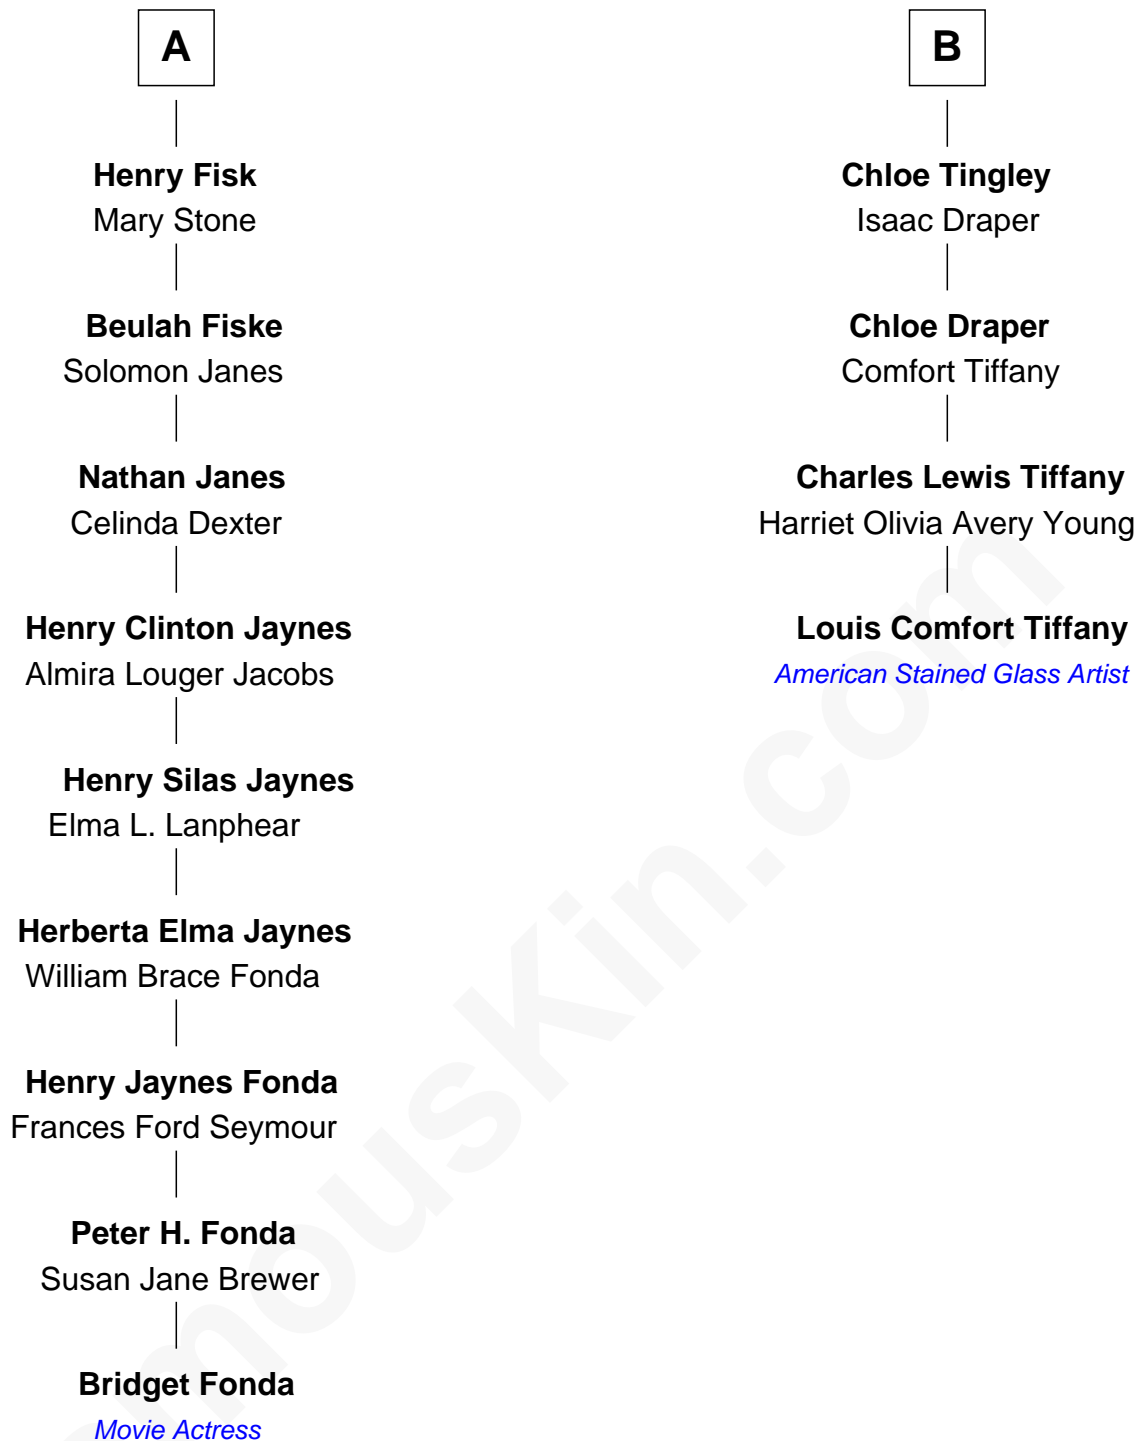 A
Henry Fisk
Mary Stone
Beulah Fiske
Solomon Janes
Nathan Janes
Celinda Dexter
Henry Clinton Jaynes
Almira Louger Jacobs
Henry Silas Jaynes
Elma L. Lanphear
Herberta Elma Jaynes
William Brace Fonda
Henry Jaynes Fonda
Frances Ford Seymour
Peter H. Fonda
Susan Jane Brewer
Bridget Fonda
Movie Actress
B
Chloe Tingley
Isaac Draper
Chloe Draper
Comfort Tiffany
Charles Lewis Tiffany
Harriet Olivia Avery Young
Louis Comfort Tiffany
American Stained Glass Artist
mousKin.com